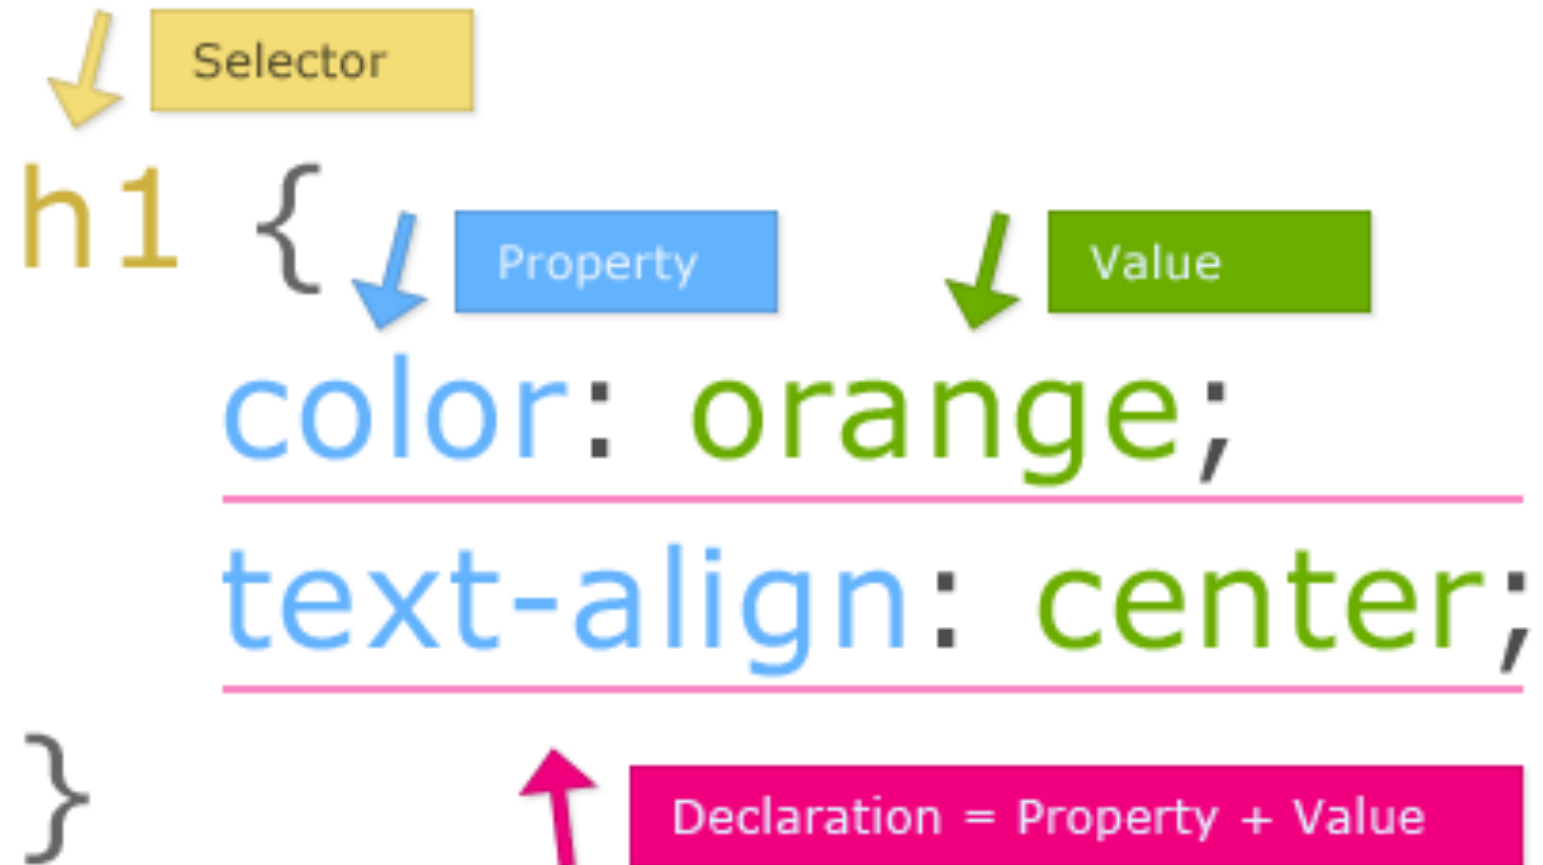 Selector
h1 {
Property
Value
color: orange;
text-align: center;
}
Declaration = Property + Value